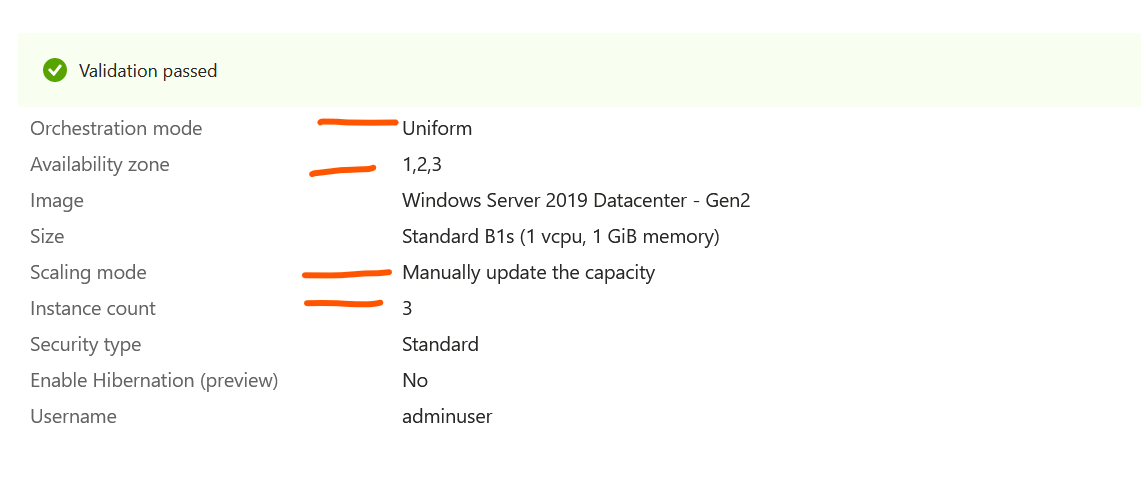 Validation passed
Orchestration mode Uniform
Availability zone 1,2,3
Image Windows Server 2019 Datacenter - Gen2
Size Standard B1s (1 vcpu, 1 GiB memory)
Scaling mode Manually update the capacity
Instance count 3
Security type Standard
Enable Hibernation (preview) No
Username adminuser